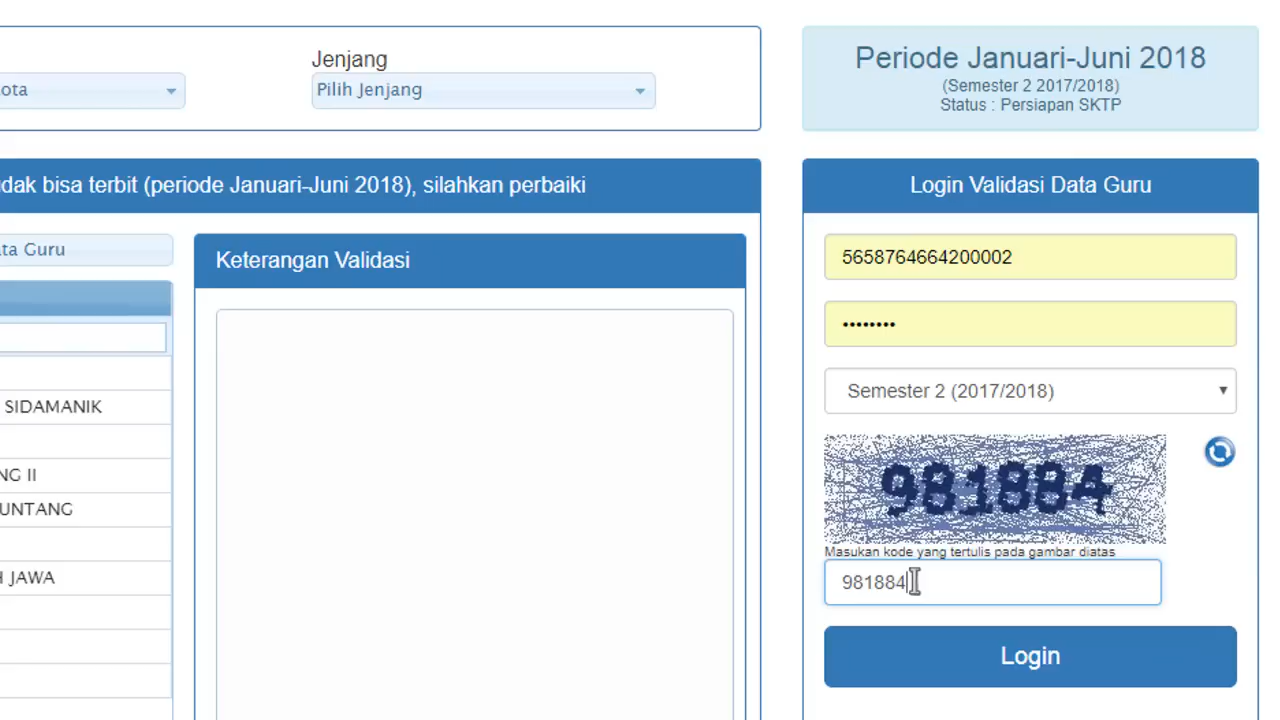 ota
Jenjang
Pilih Jenjang
Periode Januari-Juni 2018
(Semester 2 2017/2018)
Status : Persiapan SKTP
dak bisa terbit (periode Januari-Juni 2018), silahkan perbaiki
Login Validasi Data Guru
ta Guru
Keterangan Validasi
SIDAMANIK
NG II
UNTANG
H JAWA
5658764664200002
••••••••
Semester 2 (2017/2018)
981884
Masukan kode yang tertulis pada gambar diatas
981884
Login